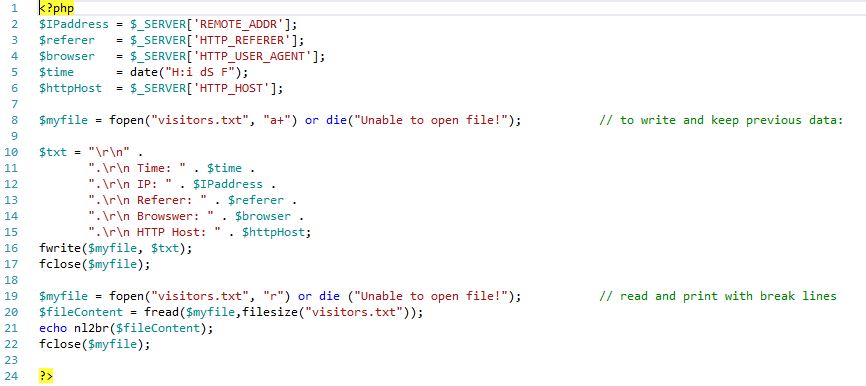 1 <?php
2 $IPaddress = $_SERVER['REMOTE_ADDR'];
3 $referer   = $_SERVER['HTTP_REFERER'];
4 $browser   = $_SERVER['HTTP_USER_AGENT'];
5 $time      = date("H:i dS F");
6 $httpHost  = $_SERVER['HTTP_HOST'];
7
8 $myfile = fopen("visitors.txt", "a+") or die("Unable to open file!");           // to write and keep previous data:
9
10 $txt = "\r\n" .
11        ".\r\n Time: " . $time .
12        ".\r\n IP: " . $IPaddress .
13        ".\r\n Referer: " . $referer .
14        ".\r\n Browswer: " . $browser .
15        ".\r\n HTTP Host: " . $httpHost;
16 fwrite($myfile, $txt);
17 fclose($myfile);
18
19 $myfile = fopen("visitors.txt", "r") or die ("Unable to open file!");           // read and print with break lines
20 $fileContent = fread($myfile,filesize("visitors.txt"));
21 echo nl2br($fileContent);
22 fclose($myfile);
23
24 ?>